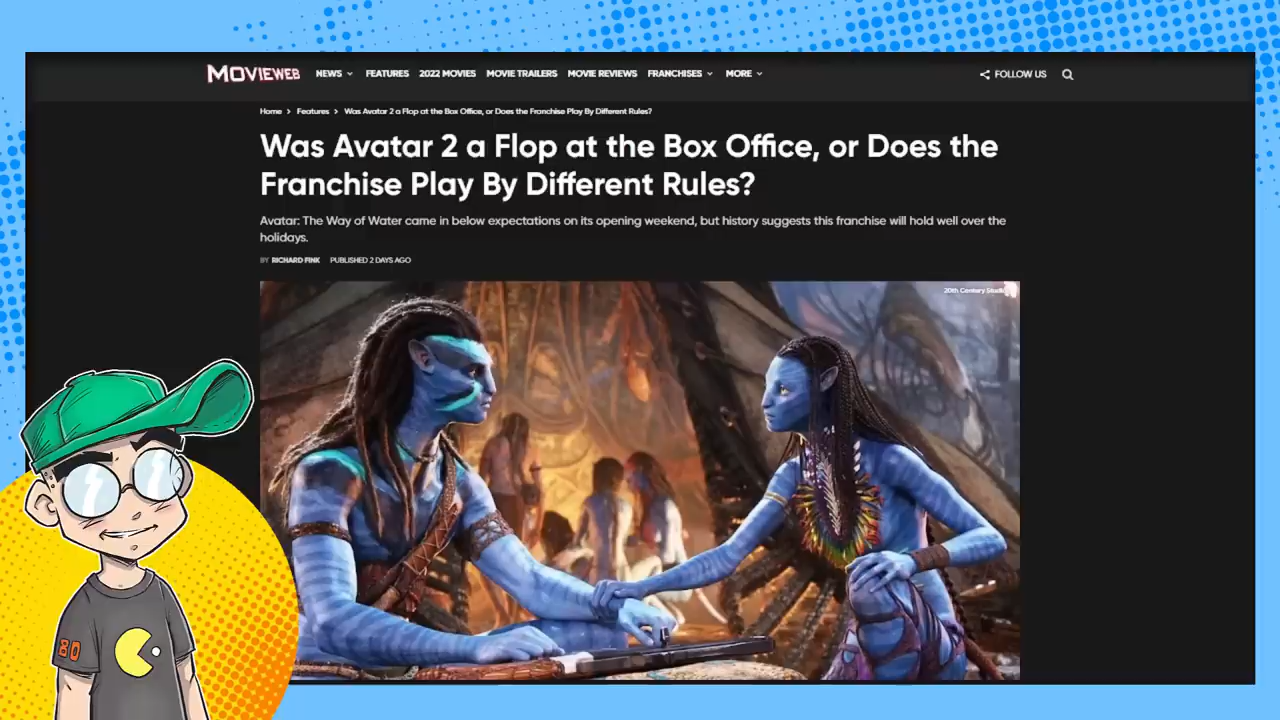 MOVIEWEB
NEWS FEATURES 2022 MOVIES MOVIE TRAILERS MOVIE REVIEWS FRANCHISES MORE FOLLOW US
Home > Features > Was Avatar 2 a Flop at the Box Office, or Does the Franchise Play By Different Rules?
Was Avatar 2 a Flop at the Box Office, or Does the
Franchise Play By Different Rules?
Avatar: The Way of Water came in below expectations on its opening weekend, but history suggests this franchise will hold well over the
holidays.
BY RICHARD FINK PUBLISHED 2 DAYS AGO
20th Century
80